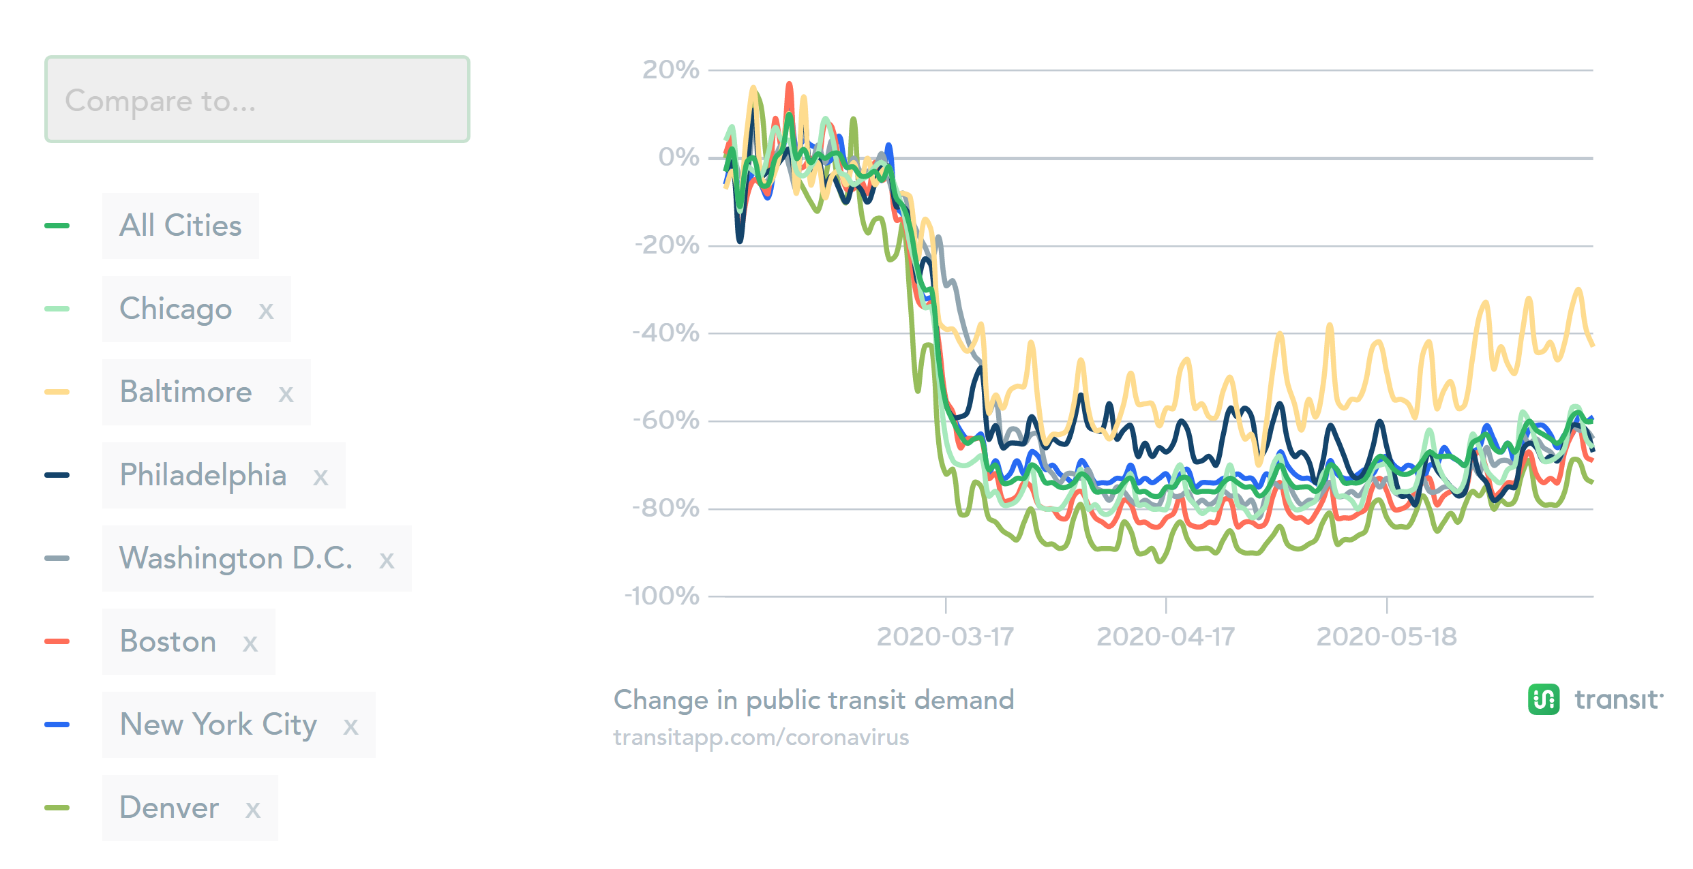 Compare to...
All Cities
Chicago x
Baltimore x
Philadelphia x
Washington D.C. x
Boston x
New York City x
Denver x
20%
0%
-20%
-40%
-60%
-80%
-100%
2020-03-17 2020-04-17 2020-05-18
Change in public transit demand
transitapp.com/coronavirus
transit